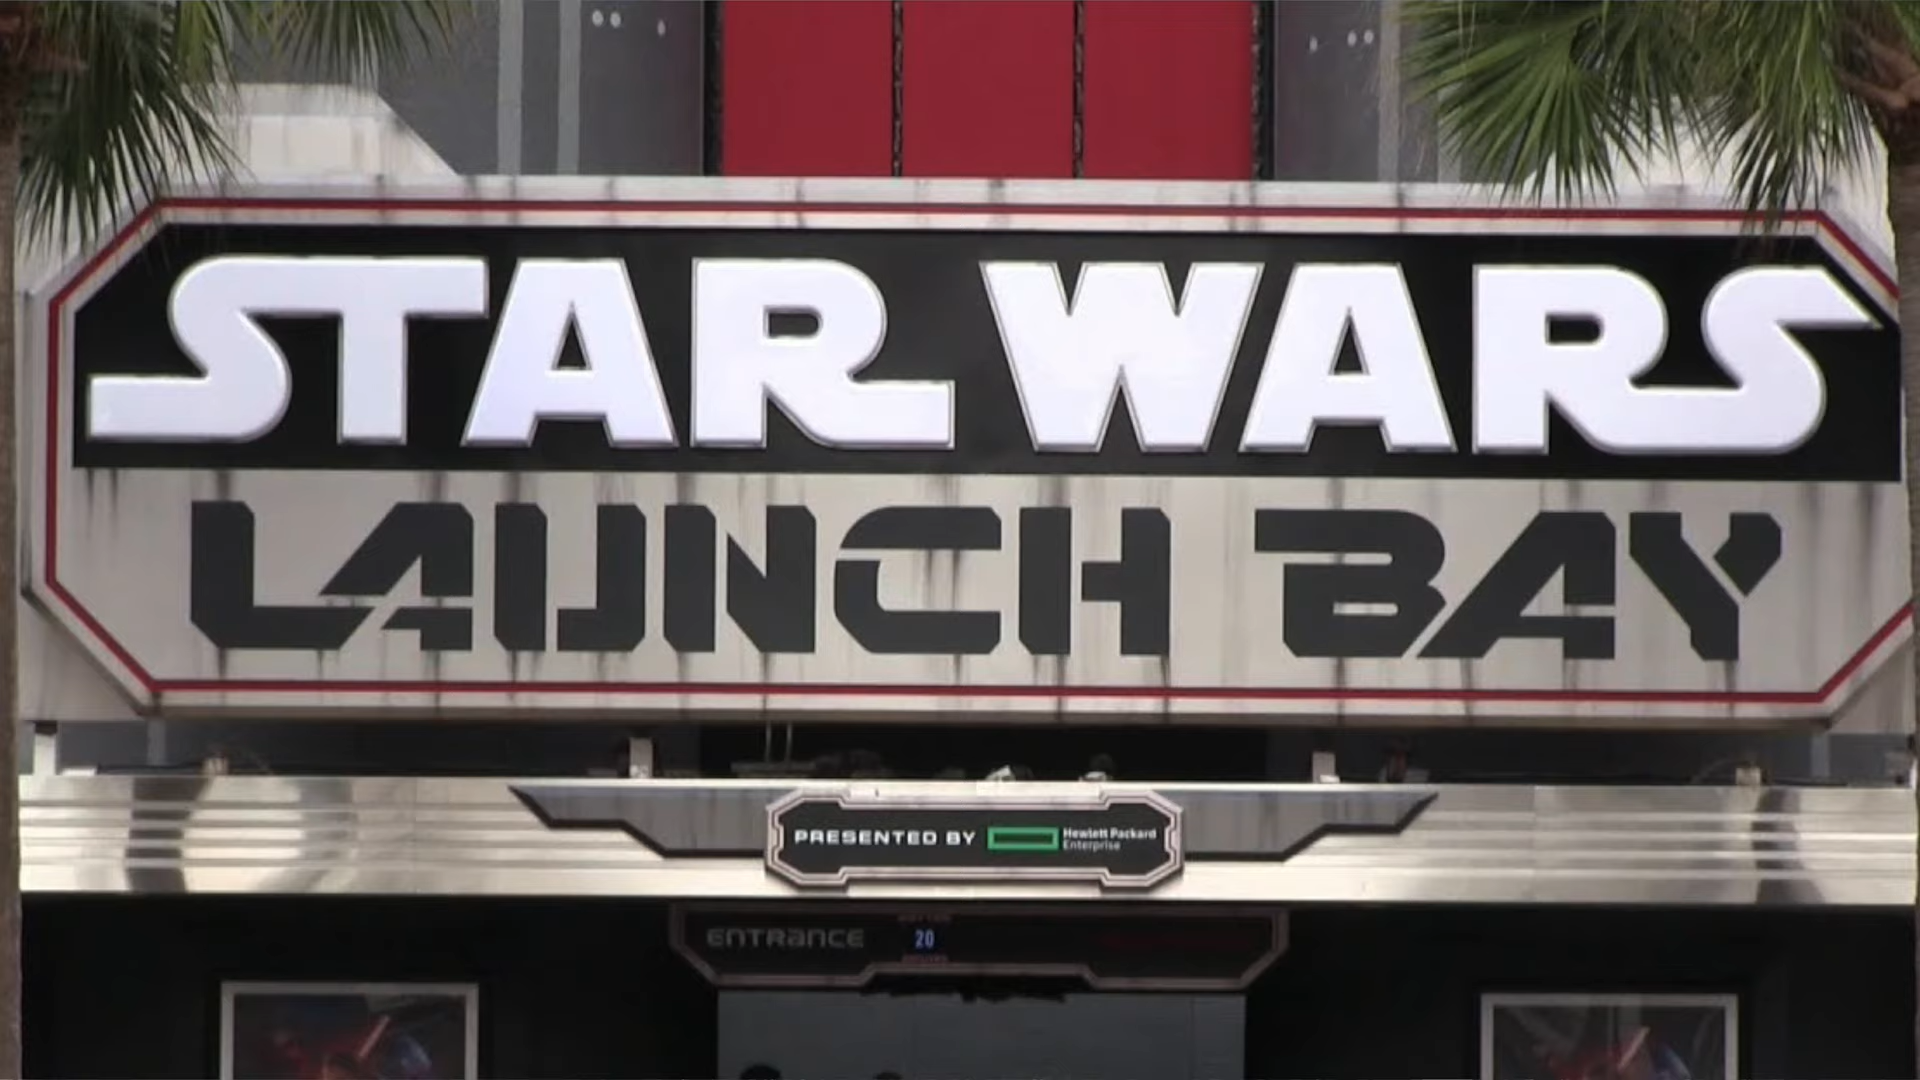 STAR WARS
LAUNCH BAY
PRESENTED BY
Hewlett Packard
Enterprise
ENTRANCE
20